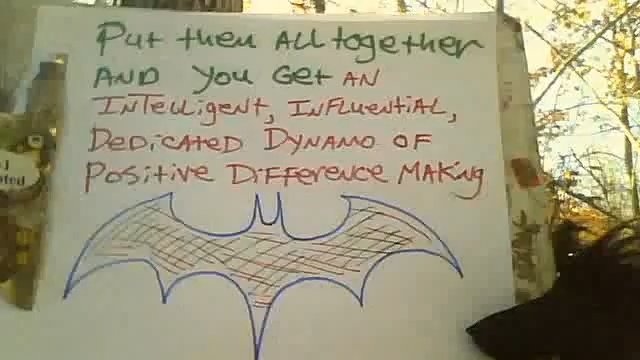 Put them All together
AND you Get AN
Intelligent, Influential,
Dedicated Dynamo of
Positive Difference Making